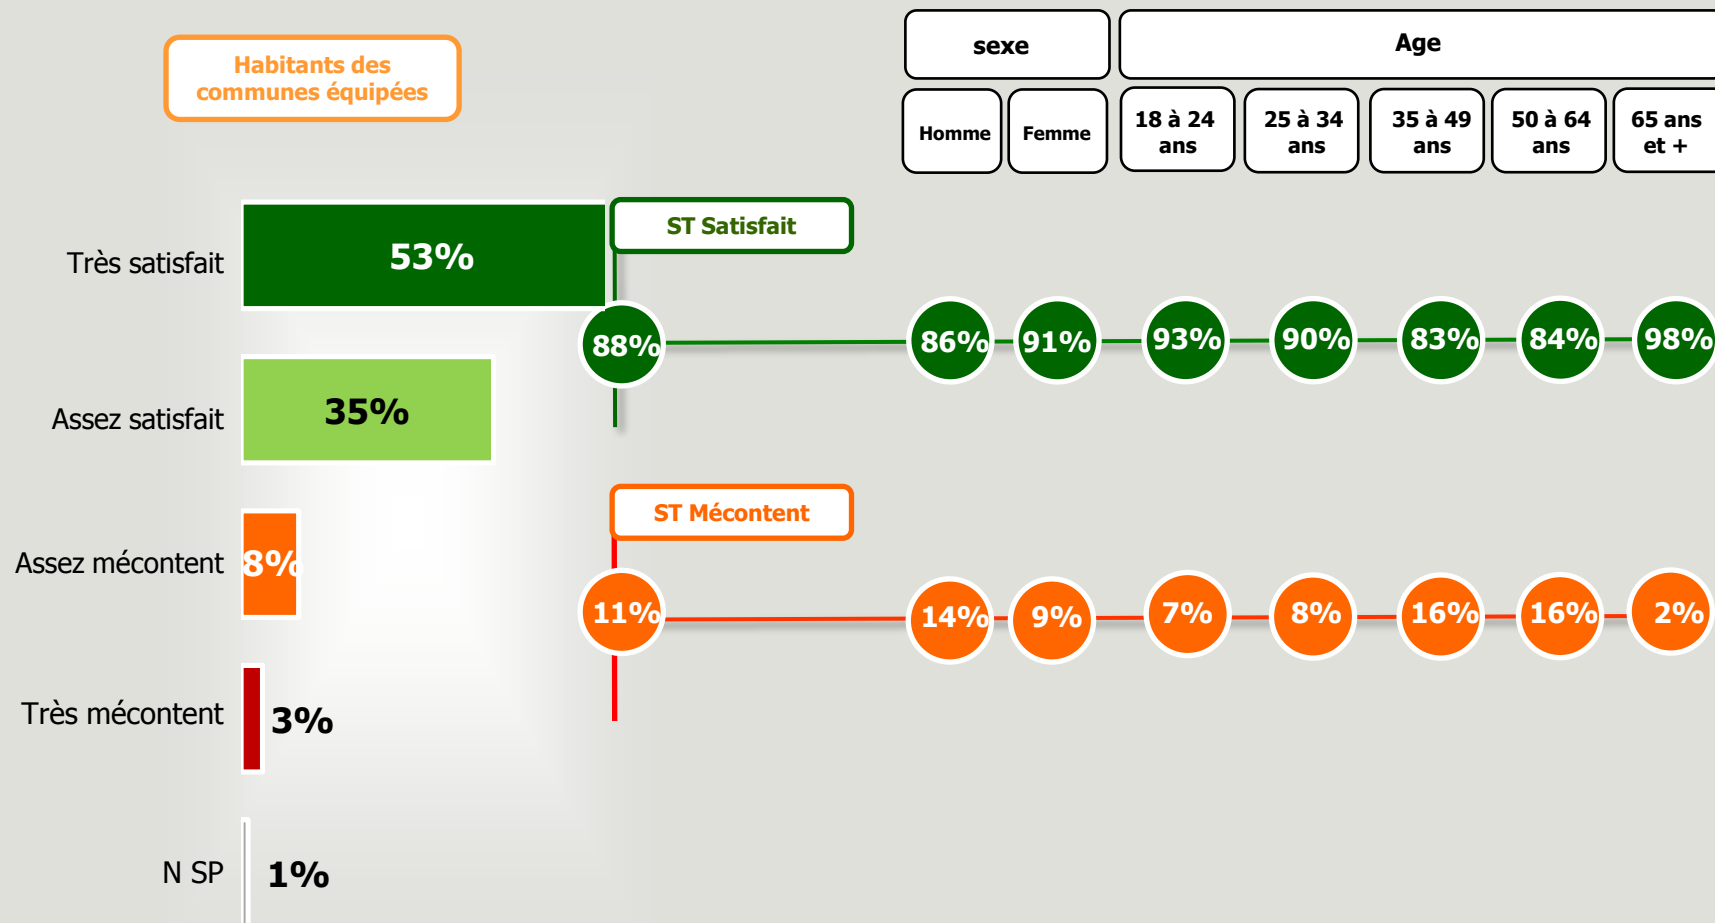 Habitants des
communes équipées
sexe
Age
Homme
Femme
18 à 24
ans
25 à 34
ans
35 à 49
ans
50 à 64
ans
65 ans
et +
Très satisfait
53%
ST Satisfait
88%
86%
91%
93%
90%
83%
84%
98%
Assez satisfait
35%
ST Mécontent
Assez mécontent
8%
11%
14%
9%
7%
8%
16%
16%
2%
Très mécontent
3%
N SP
1%